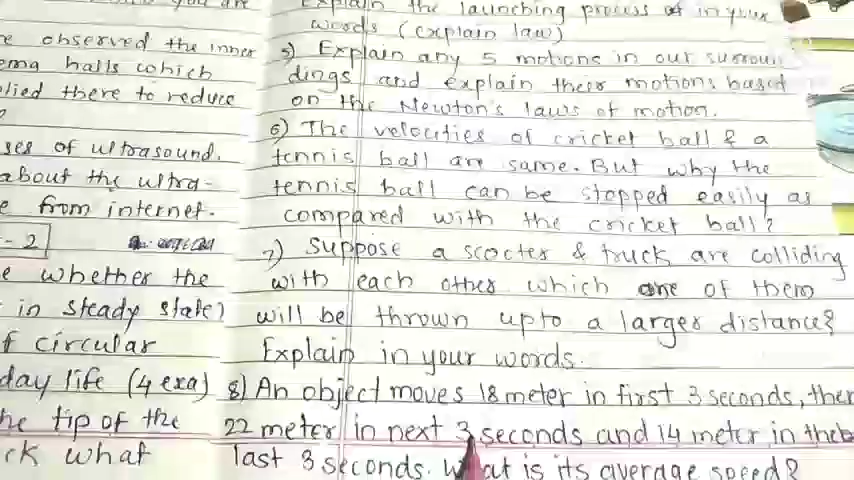 e observed the inner
ema halls which
lied there to reduce
ses of ultrasound.
about the ultra-
e from internet.
- 2
e whether the
in steady state?
f circular
day life (4 exa)
he tip of the
ck what
Explain the launching process in your
words (explain law)
5) Explain any 5 motions in our surroun
dings and explain their motions based
on the Newton's laws of motion.
6) The velocities of cricket ball & a
tennis ball are same. But why the
tennis ball can be stopped easily as
compared with the cricket ball?
7) Suppose a scooter & truck are colliding
with each other which one of them
will be thrown upto a larger distance?
Explain in your words.
8) An object moves 18 meter in first 3 seconds, then
22 meter in next 3 seconds and 14 meter in the
last 3 seconds. What is its average speed?